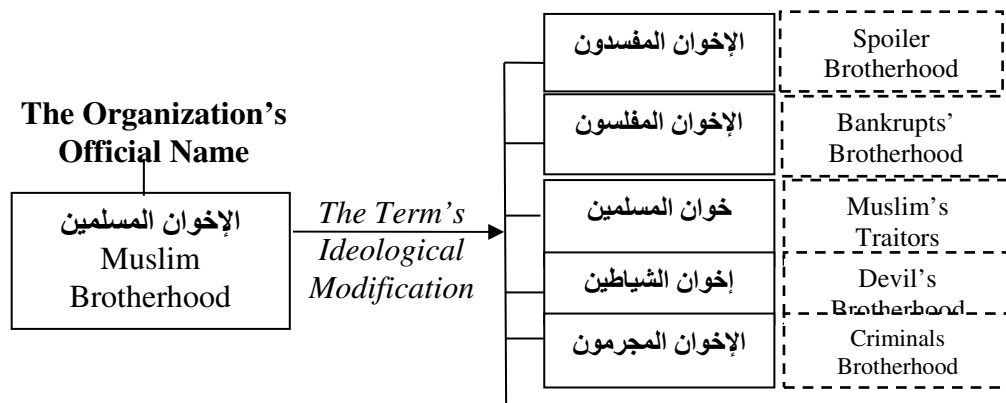 The Organization’s
Official Name
الإخوان المسلمين
Muslim
Brotherhood
The Term’s
Ideological
Modification
الإخوان المفسدون
Spoiler
Brotherhood
الإخوان المفلسون
Bankrupts’
Brotherhood
خوان المسلمين
Muslim’s
Traitors
إخوان الشياطين
Devil’s
Brotherhood
الإخوان المجرمون
Criminals
Brotherhood